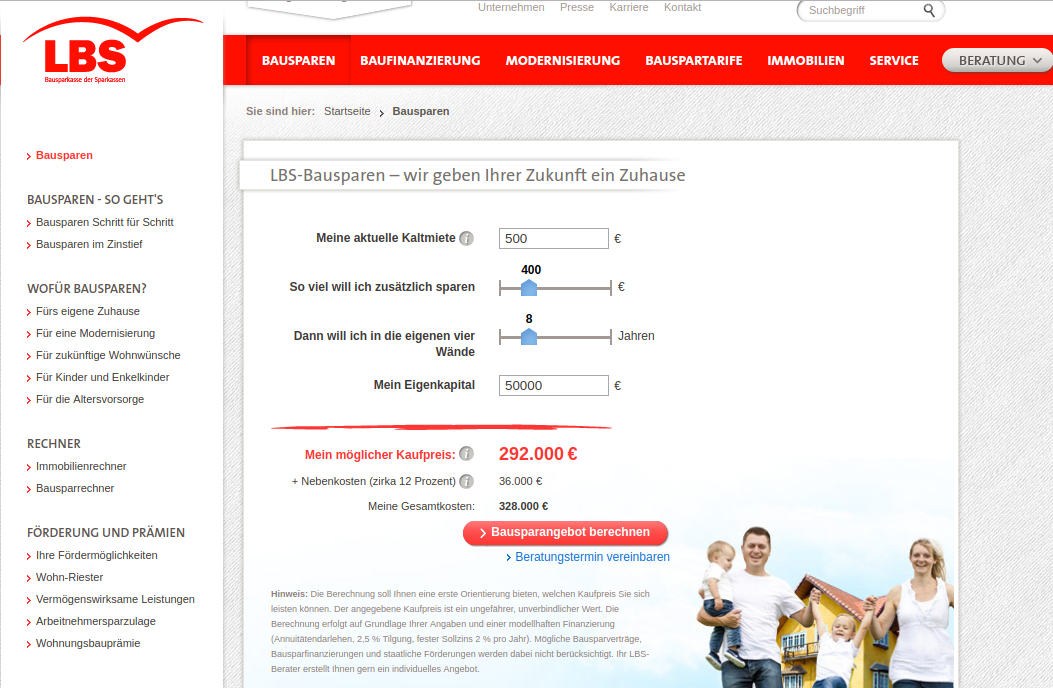 Unternehmen Presse Karriere Kontakt
Suchbegriff
LBS
Bausparkasse der Sparkassen
BAUSPAREN BAUFINANZIERUNG MODERNISIERUNG BAUSPARTARIFE IMMOBILIEN SERVICE BERATUNG
Sie sind hier: Startseite Bausparen
Bausparen
BAUSPAREN - SO GEHT'S
Bausparen Schritt für Schritt
Bausparen im Zinstief
WOFÜR BAUSPAREN?
Fürs eigene Zuhause
Für eine Modernisierung
Für zukünftige Wohnwünsche
Für Kinder und Enkelkinder
Für die Altersvorsorge
RECHNER
Immobilienrechner
Bausparrechner
FÖRDERUNG UND PRÄMIEN
Ihre Fördermöglichkeiten
Wohn-Riester
Vermögenswirksame Leistungen
Arbeitnehmersparzulage
Wohnungsbauprämie
LBS-Bausparen – wir geben Ihrer Zukunft ein Zuhause
Meine aktuelle Kaltmiete i 500 €
400
So viel will ich zusätzlich sparen €
8
Dann will ich in die eigenen vier Jahren
Wände
Mein Eigenkapital 50000 €
Mein möglicher Kaufpreis: i 292.000 €
+ Nebenkosten (zirka 12 Prozent) i 36.000 €
Meine Gesamtkosten: 328.000 €
Bausparangebot berechnen
Beratungstermin vereinbaren
Hinweis: Die Berechnung soll Ihnen eine erste Orientierung bieten, welchen Kaufpreis Sie sich
leisten können. Der angegebene Kaufpreis ist ein ungefährer, unverbindlicher Wert. Die
Berechnung erfolgt auf Grundlage Ihrer Angaben und einer modellhaften Finanzierung
(Annuitätendarlehen, 2,5 % Tilgung, fester Sollzins 2 % pro Jahr). Mögliche Bausparverträge,
Bausparfinanzierungen und staatliche Förderungen werden dabei nicht berücksichtigt. Ihr LBS-
Berater erstellt Ihnen gern ein individuelles Angebot.